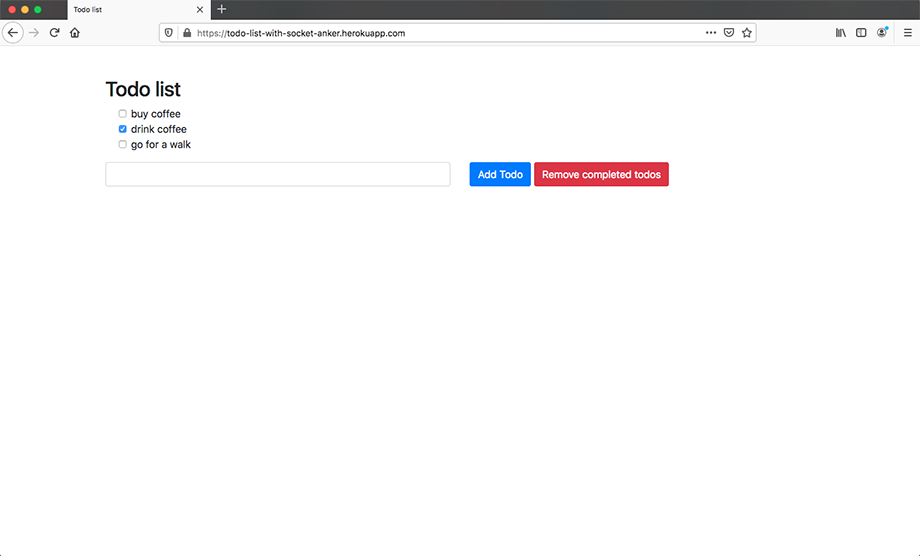 Todo list
https://todo-list-with-socket-anker.herokuapp.com
Todo list
buy coffee
drink coffee
go for a walk
Add Todo Remove completed todos